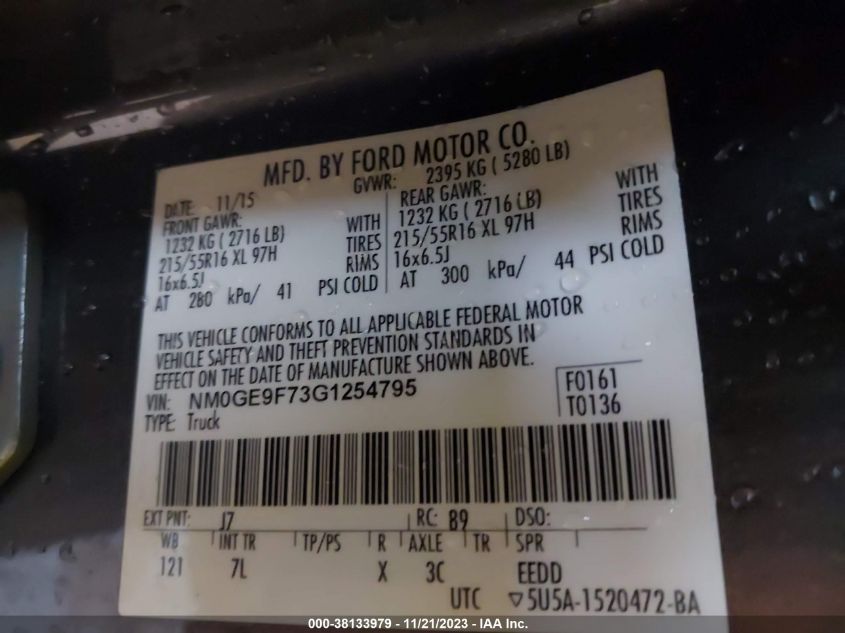 MFD. BY FORD MOTOR CO.
DATE: 11/15 GVWR: 2395 KG ( 5280 LB)
FRONT GAWR: REAR GAWR:
1232 KG ( 2716 LB) WITH 1232 KG ( 2716 LB) WITH
215/55R16 XL 97H TIRES 215/55R16 XL 97H TIRES
16x6.5J RIMS 16x6.5J RIMS
AT 280 kPa/ 41 PSI COLD AT 300 kPa/ 44 PSI COLD
THIS VEHICLE CONFORMS TO ALL APPLICABLE FEDERAL MOTOR
VEHICLE SAFETY AND THEFT PREVENTION STANDARDS IN
EFFECT ON THE DATE OF MANUFACTURE SHOWN ABOVE.
VIN: NM0GE9F73G1254795 F0161
TYPE: Truck T0136
EXT PNT: J7 RC: 89 DSO:
WB INT TR TP/PS R AXLE TR SPR
121 7L X 3C EEDD
UTC ▽5U5A-1520472-BA
000-38133979 — 11/21/2023 - IAA Inc.